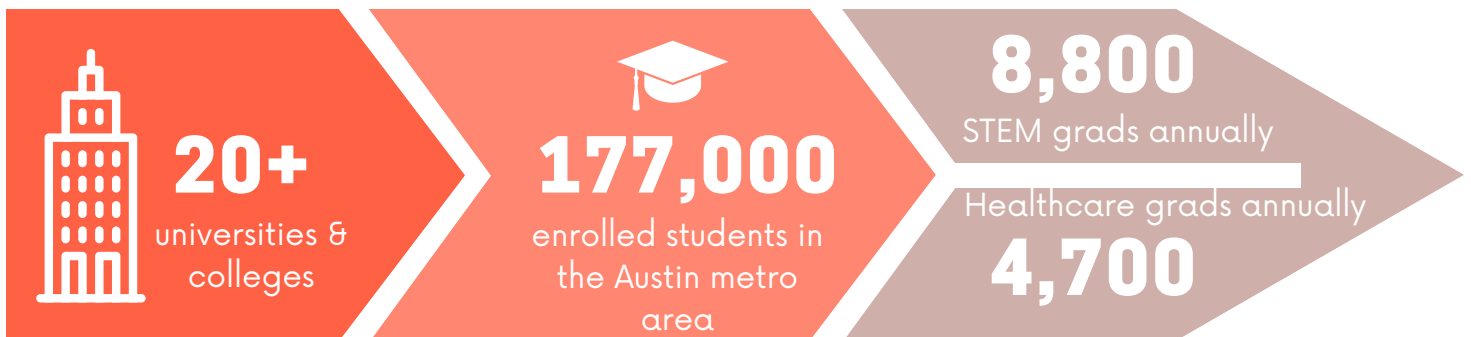 20+
universities &
colleges
177,000
enrolled students in
the Austin metro
area
8,800
STEM grads annually
Healthcare grads annually
4,700